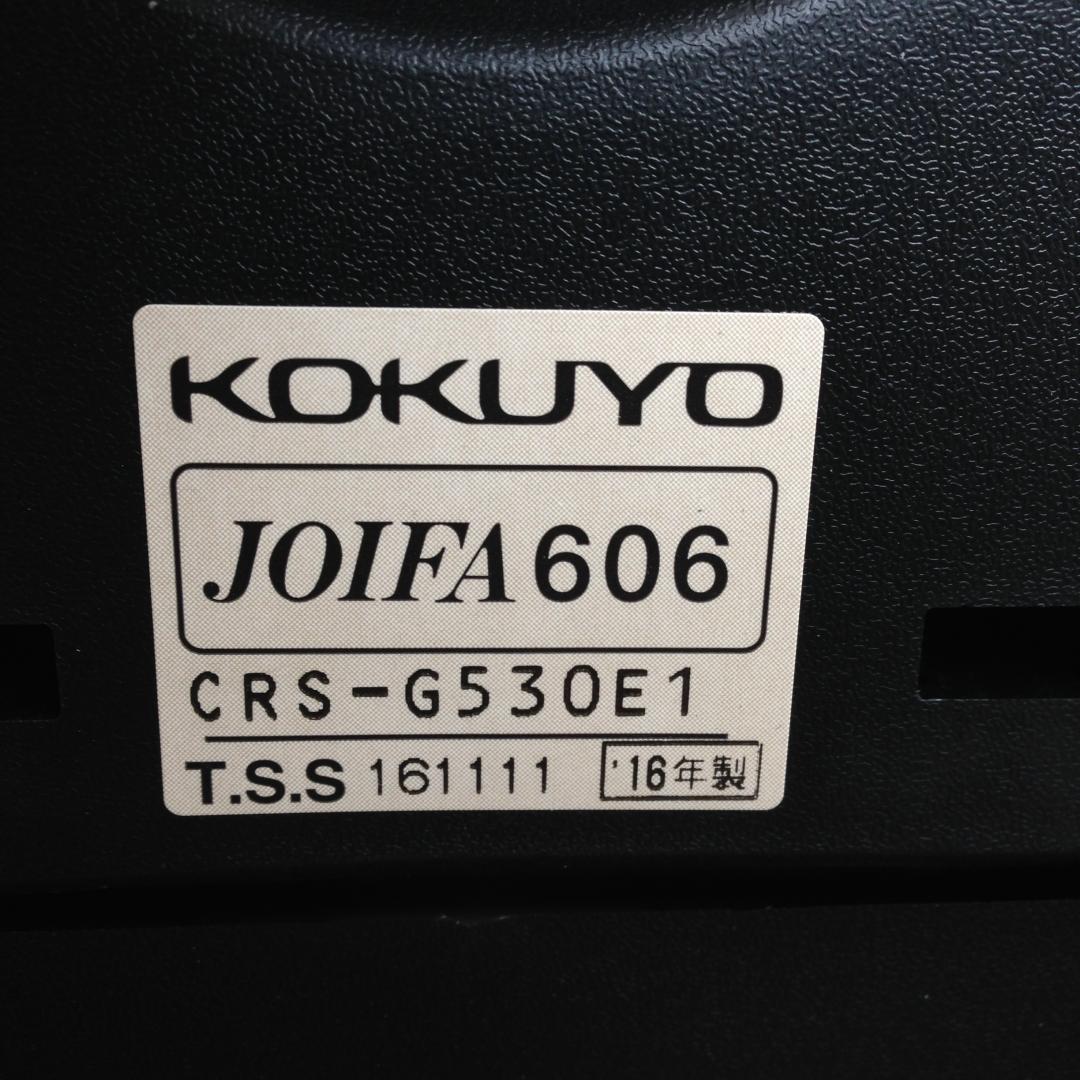 KOKUYO
JOIFA606
CRS-G530E1
T.S.S 161111 '16年製